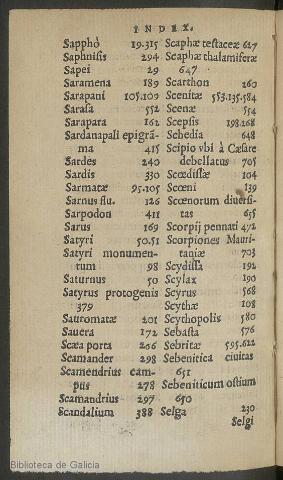 INDEX.
Sapphò 19.315
Saphnisis 294
Sapei 29
Saramena 189
Sarapani 105.109
Sarasa 552
Sarapara 162
Sardanapali epigrã-
ma 415
Sardes 240
Sardis 330
Sarmatæ 95.105
Sarnus flu. 126
Sarpodon 411
Sarus 169
Satyri 50.51
Satyri monumen-
tum 98
Saturnus 50
Satyrus protogenis
379
Sauromatæ 201
Sauera 172
Scæa porta 266
Scamander 298
Scamendrius cam-
pus 278
Scamandrius 297
Scandalium 388
Scaphæ testaceæ 627
Scaphæ thalamiferæ
647
Scarthon 260
Scenitæ 553.135.584
Scenæ 554
Scepsis 198.268
Schedia 648
Scipio vbi à Cæsare
debellatus 705
Scœdissæ 104
Scœni 139
Scœnorum diuersi-
tas 655
Scorpij pennati 472
Scorpiones Mauri-
taniæ 703
Scydissa 192
Scylax 190
Scyrus 568
Scythæ 108
Scythopolis 580
Sebasta 576
Sebritæ 595.622
Sebenitica ciuitas
651
Sebeniticum ostium
650
Selga 230
Selgi
Biblioteca de Galicia